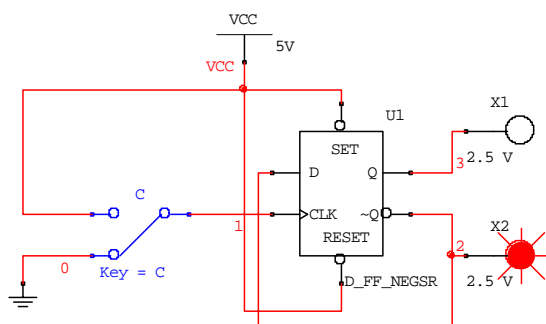 VCC
5V
VCC
X1
U1
SET
D
Q
3
2.5 V
C
1
CLK
~Q
RESET
2
X2
0
Key = C
D_FF_NEGSR
2.5 V